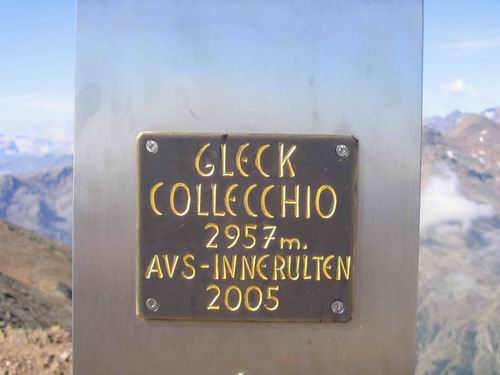 GLECK
COLLECCHIO
2957m.
AVS-INNERULTEN
2005